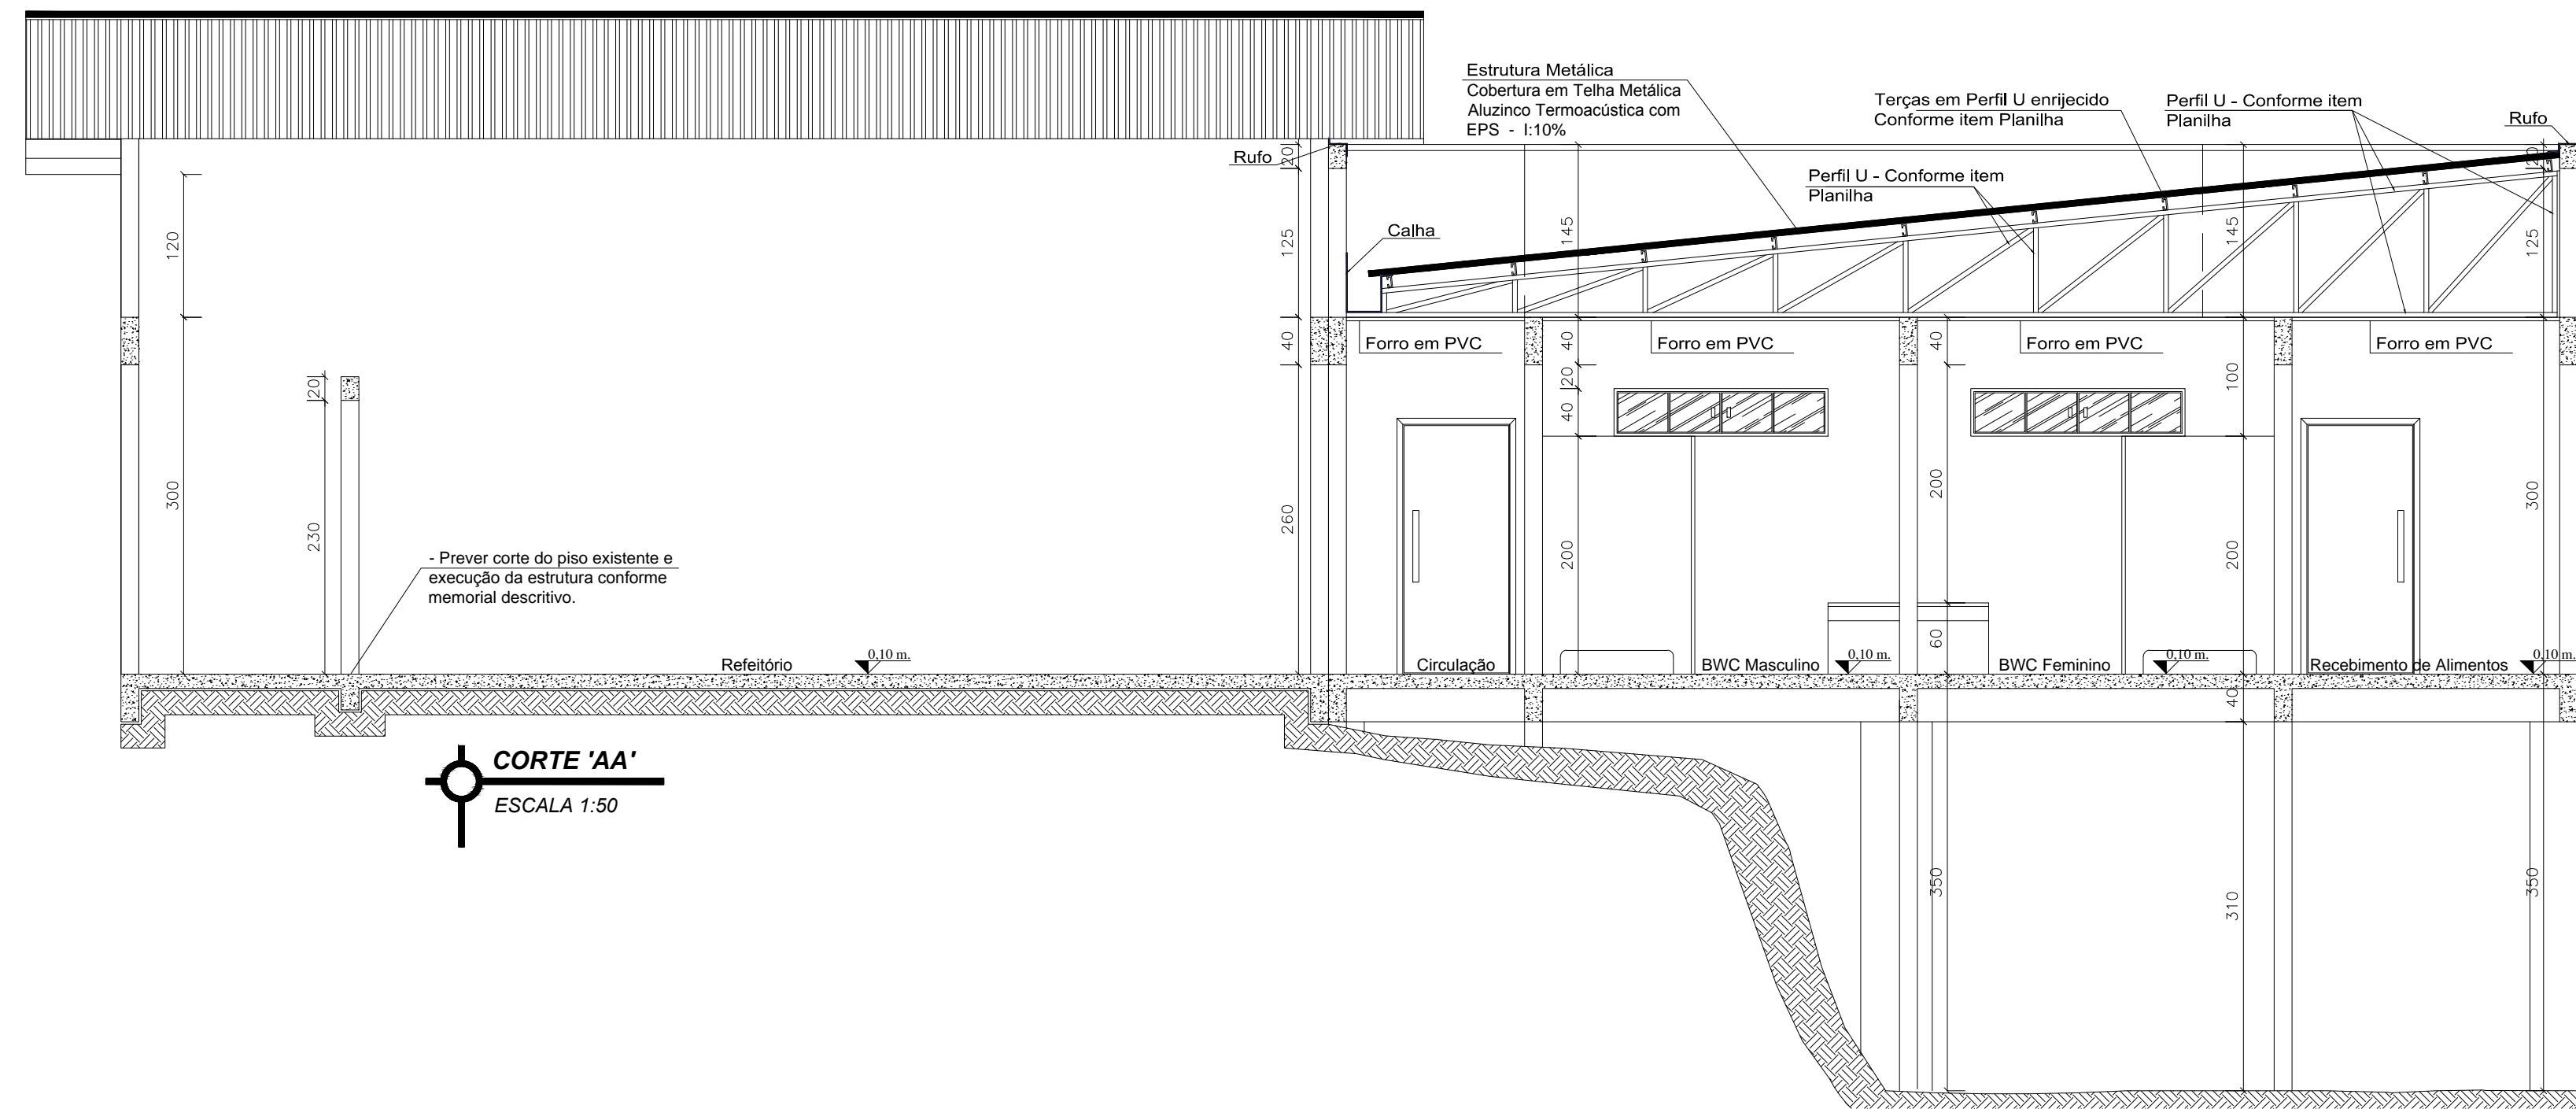 Estrutura Metálica
Cobertura em Telha Metálica
Aluzinco Termoacústica com
EPS - I:10%
Terças em Perfil U enrijecido
Conforme item Planilha
Perfil U - Conforme item
Planilha
Rufo
Rufo
Perfil U - Conforme item
Planilha
Calha
20
20
120
125
145
145
125
Forro em PVC
Forro em PVC
Forro em PVC
Forro em PVC
40
40
20
40
40
100
20
300
230
260
200
200
200
300
60
- Prever corte do piso existente e
execução da estrutura conforme
memorial descritivo.
Refeitório
0,10 m.
Circulação
BWC Masculino
0,10 m.
BWC Feminino
0,10 m.
Recebimento de Alimentos
0,10 m.
40
350
310
350
CORTE 'AA'
ESCALA 1:50